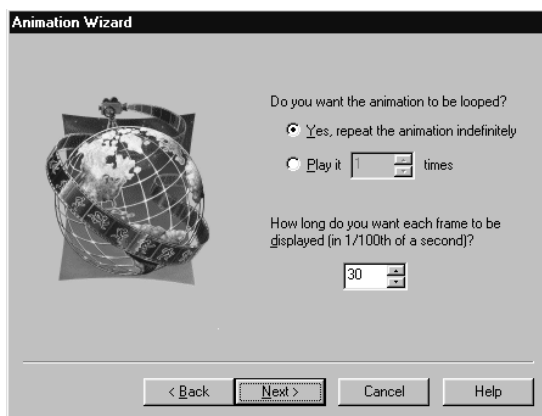 Animation Wizard
Do you want the animation to be looped?
Yes, repeat the animation indefinitely
Play it 1 times
How long do you want each frame to be
displayed (in 1/100th of a second)?
30
< Back Next > Cancel Help